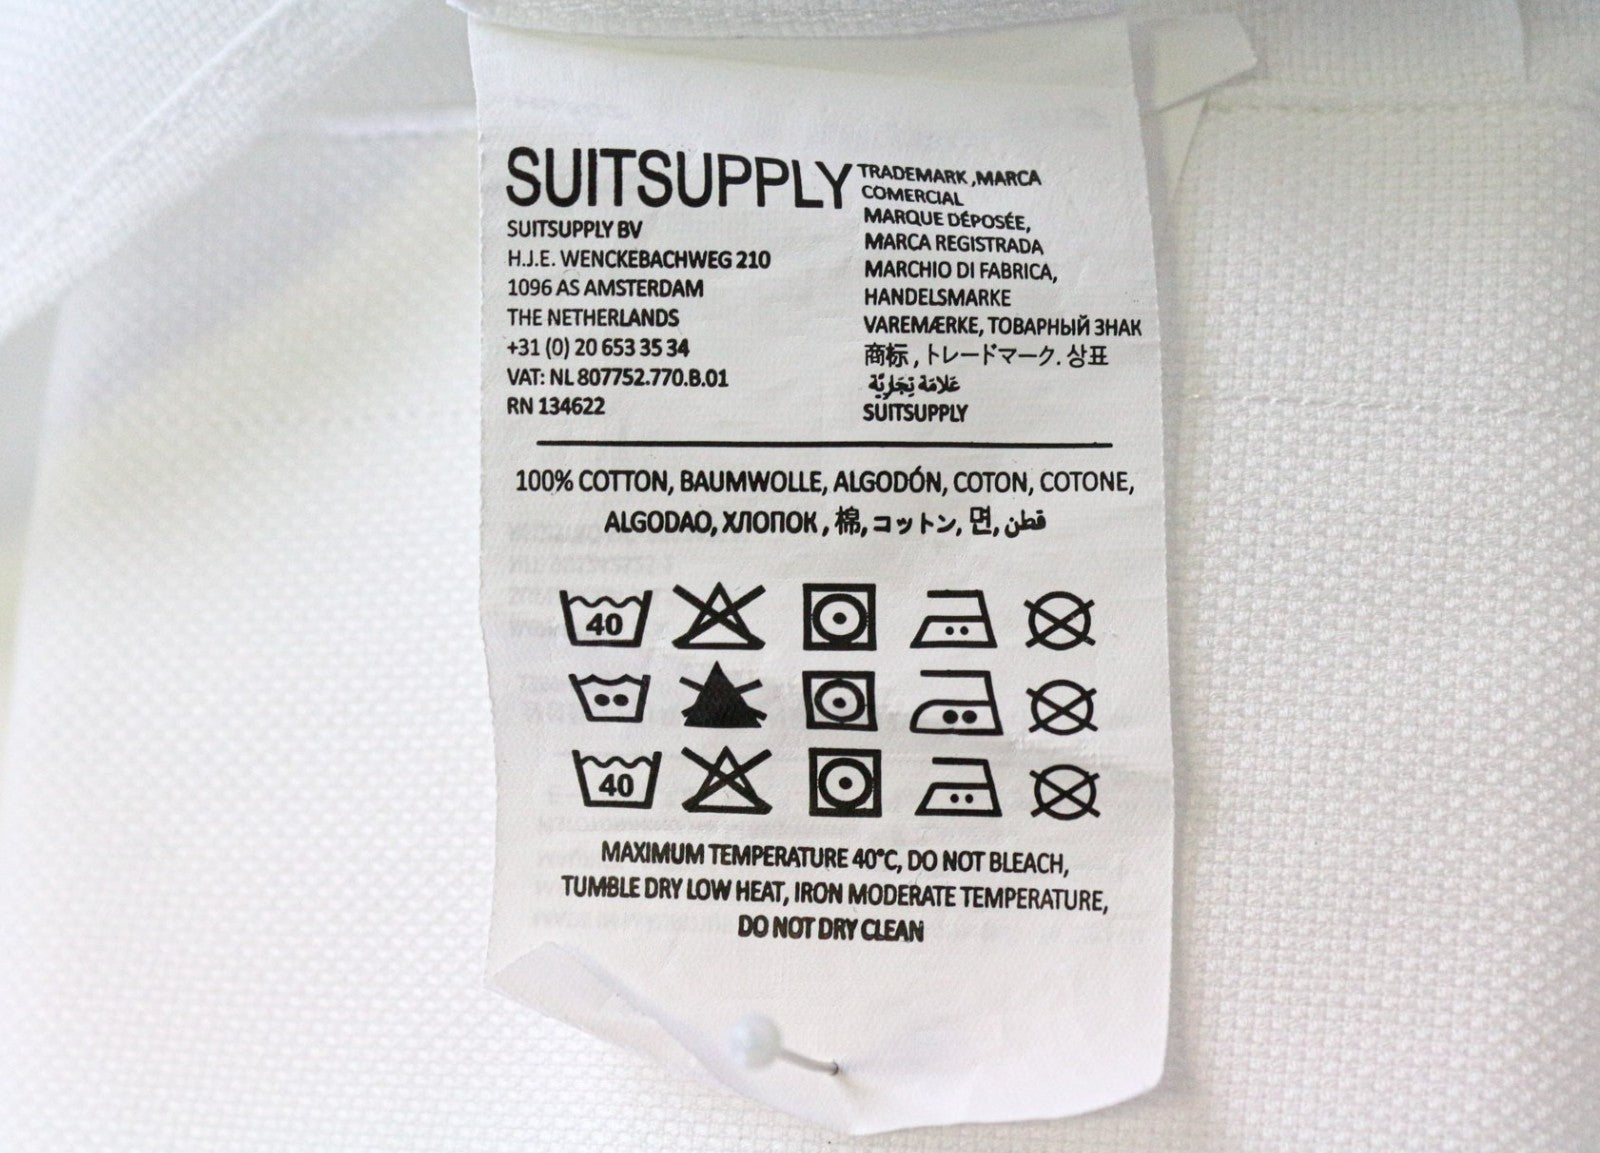 SUITSUPPLY
SUITSUPPLY BV
H.J.E. WENCKEBACHWEG 210
1096 AS AMSTERDAM
THE NETHERLANDS
+31 (0) 20 653 35 34
VAT: NL 807752.770.B.01
RN 134622
TRADEMARK ,MARCA
COMERCIAL
MARQUE DÉPOSÉE,
MARCA REGISTRADA
MARCHIO DI FABRICA,
HANDELSMARKE
VAREMÆRKE, ТОВАРНЫЙ ЗНАК
商标 , トレードマーク. 상표
عَلامَة تِجَارِيَّة
SUITSUPPLY
100% COTTON, BAUMWOLLE, ALGODÓN, COTON, COTONE,
ALGODAO, ХЛОПОК , 棉, コットン, 면, قطن
40
40
MAXIMUM TEMPERATURE 40°C, DO NOT BLEACH,
TUMBLE DRY LOW HEAT, IRON MODERATE TEMPERATURE,
DO NOT DRY CLEAN